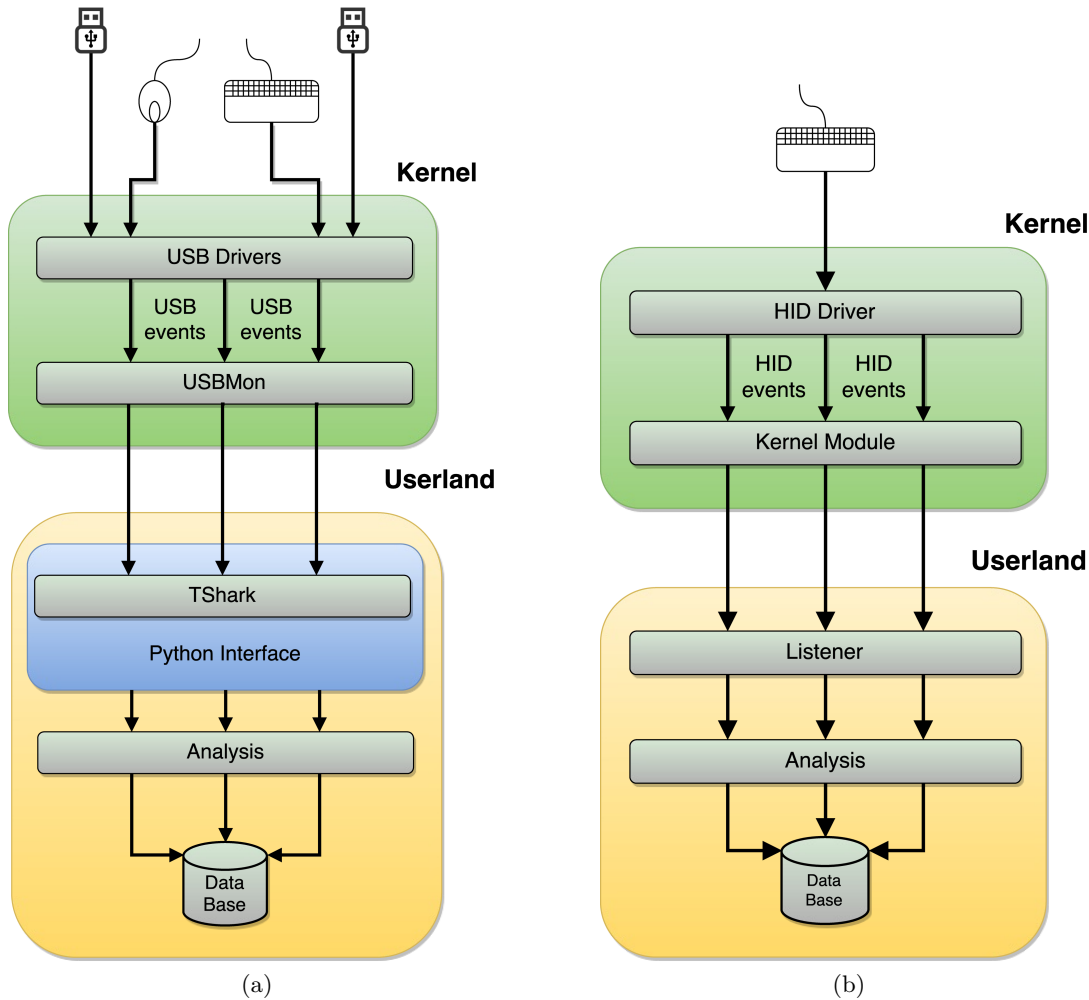 Kernel
USB Drivers
USB
events
USB
events
USBMon
Userland
TShark
Python Interface
Analysis
Data
Base
(a)
Kernel
HID Driver
HID
events
HID
events
Kernel Module
Userland
Listener
Analysis
Data
Base
(b)